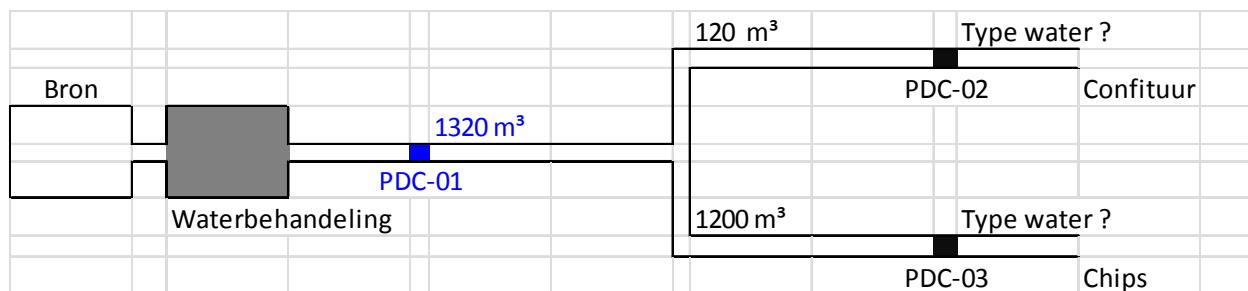 120 m³ Type water ?
PDC-02 Confituur
Bron
1320 m³
PDC-01
Waterbehandeling
1200 m³ Type water ?
PDC-03 Chips